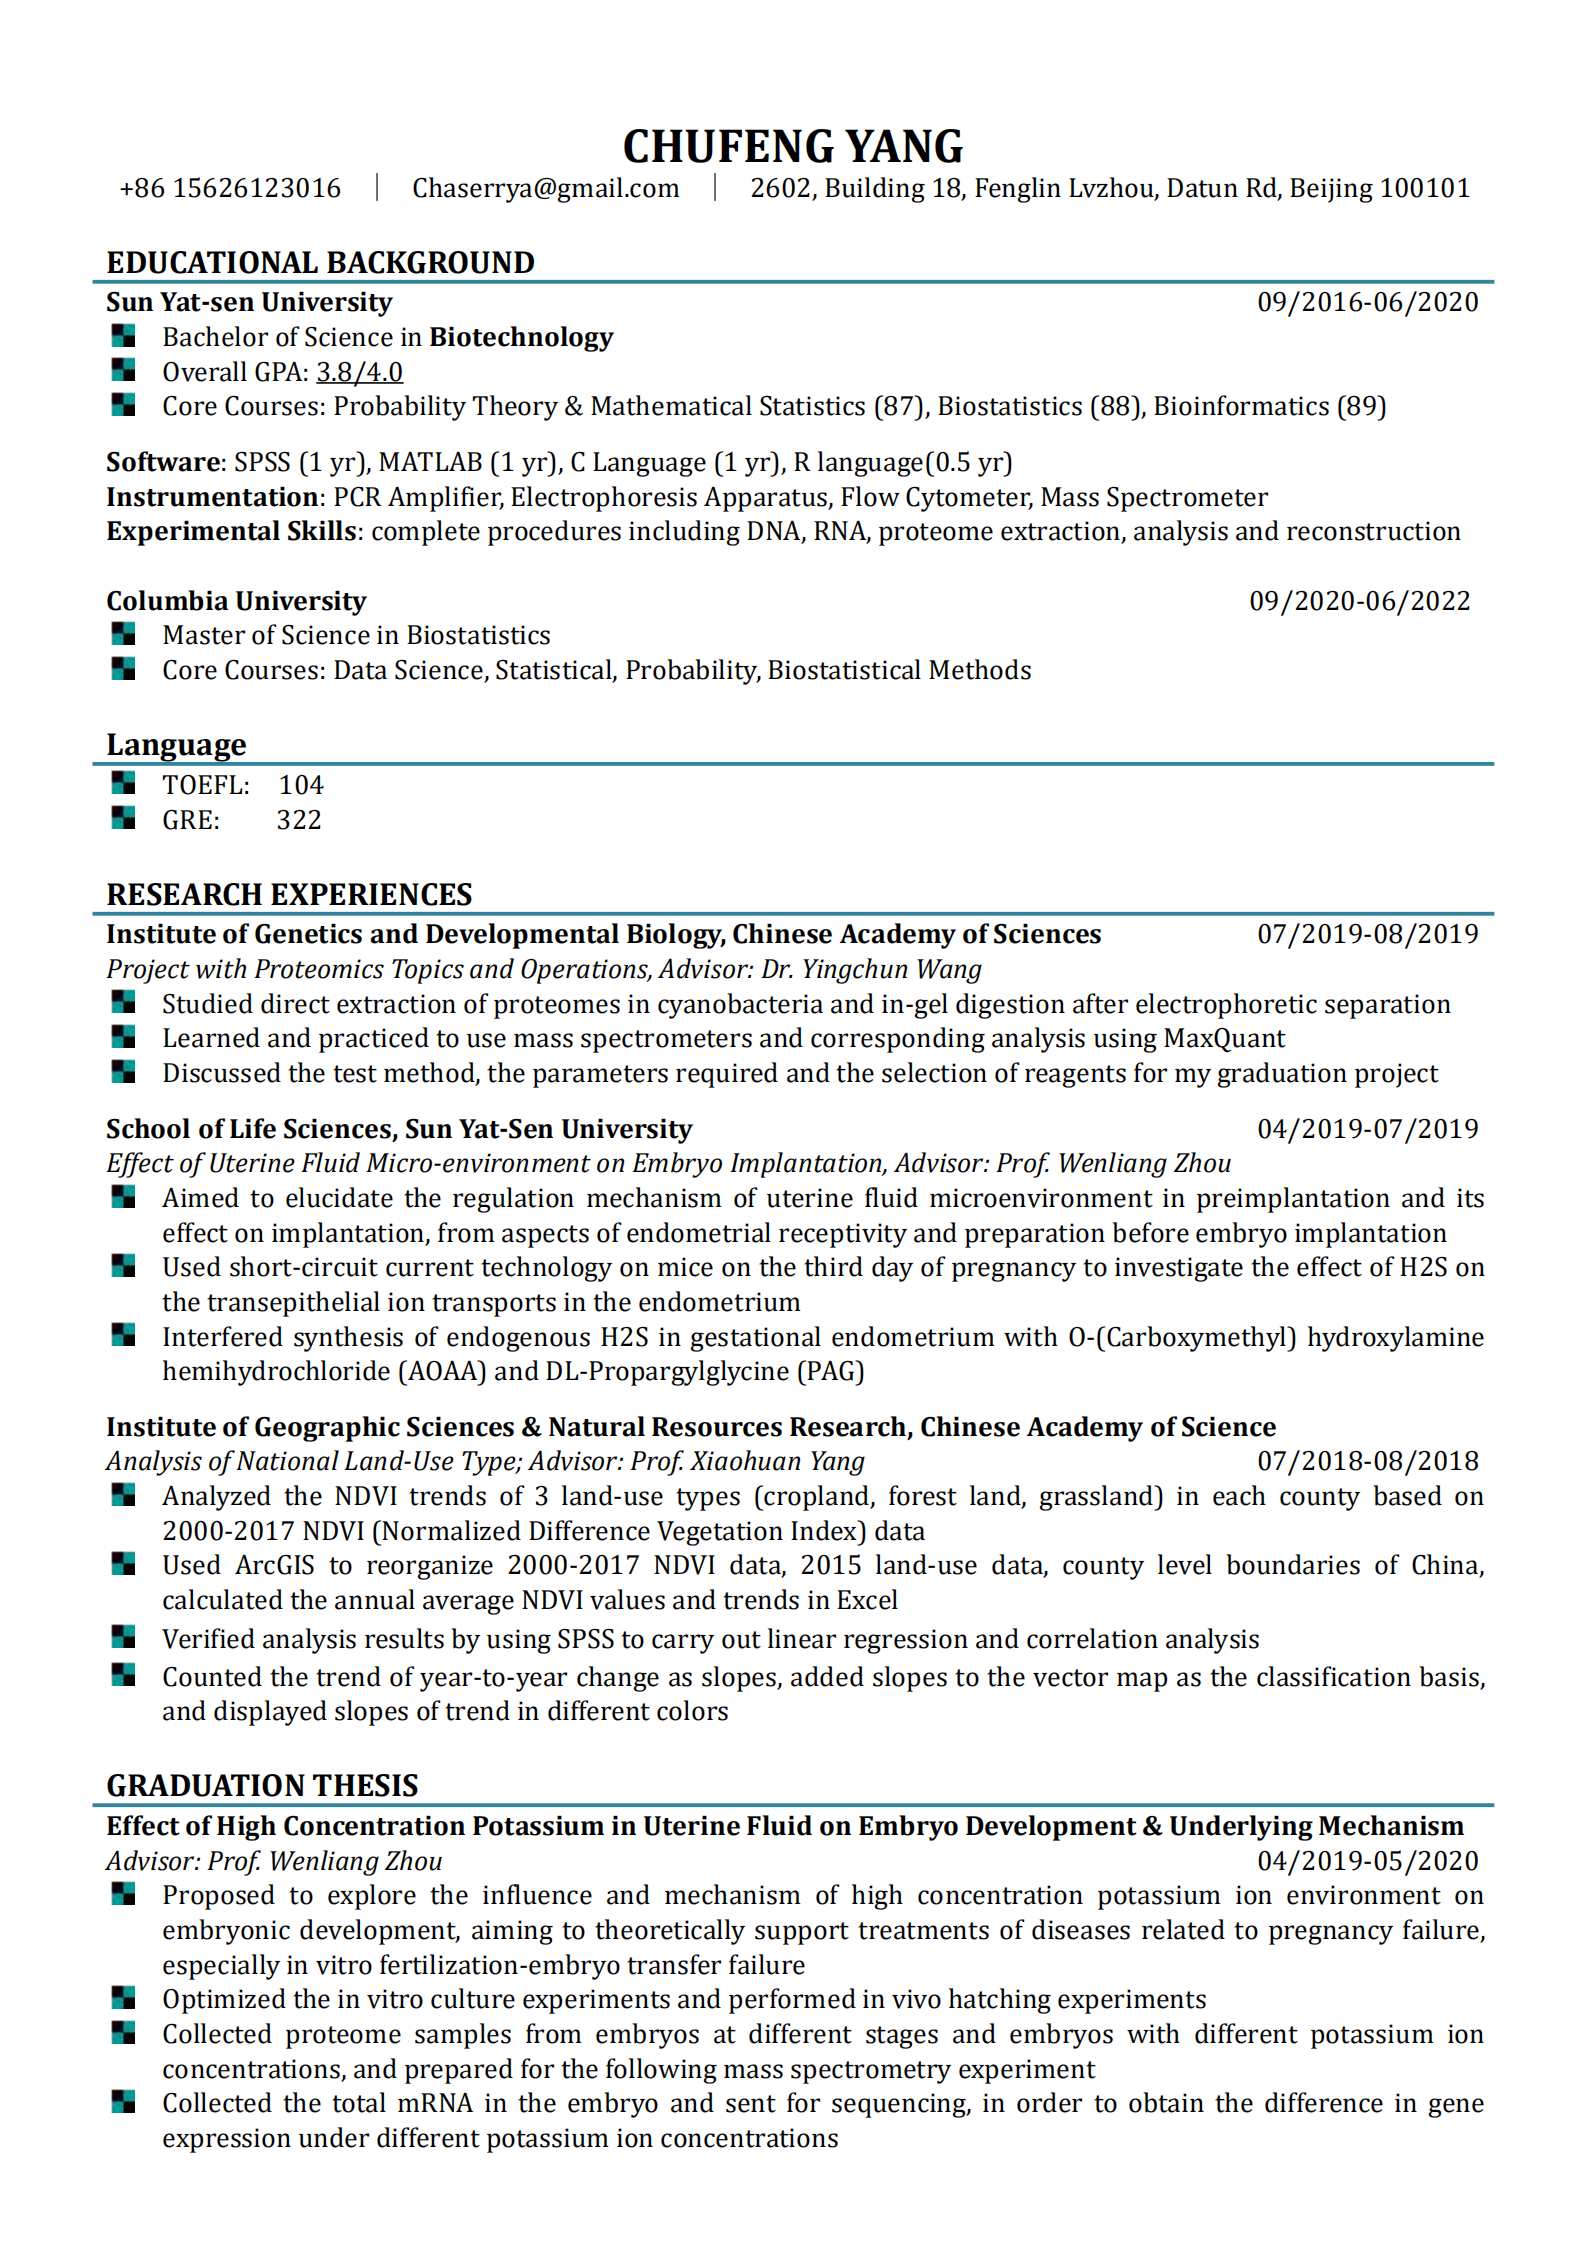 CHUFENG YANG
+86 15626123016 | Chaserrya@gmail.com | 2602, Building 18, Fenglin Lvzhou, Datun Rd, Beijing 100101
EDUCATIONAL BACKGROUND
Sun Yat-sen University 09/2016-06/2020
Bachelor of Science in Biotechnology
Overall GPA: 3.8/4.0
Core Courses: Probability Theory & Mathematical Statistics (87), Biostatistics (88), Bioinformatics (89)
Software: SPSS (1 yr), MATLAB (1 yr), C Language (1 yr), R language(0.5 yr)
Instrumentation: PCR Amplifier, Electrophoresis Apparatus, Flow Cytometer, Mass Spectrometer
Experimental Skills: complete procedures including DNA, RNA, proteome extraction, analysis and reconstruction
Columbia University 09/2020-06/2022
Master of Science in Biostatistics
Core Courses: Data Science, Statistical, Probability, Biostatistical Methods
Language
TOEFL: 104
GRE: 322
RESEARCH EXPERIENCES
Institute of Genetics and Developmental Biology, Chinese Academy of Sciences 07/2019-08/2019
Project with Proteomics Topics and Operations, Advisor: Dr. Yingchun Wang
Studied direct extraction of proteomes in cyanobacteria and in-gel digestion after electrophoretic separation
Learned and practiced to use mass spectrometers and corresponding analysis using MaxQuant
Discussed the test method, the parameters required and the selection of reagents for my graduation project
School of Life Sciences, Sun Yat-Sen University 04/2019-07/2019
Effect of Uterine Fluid Micro-environment on Embryo Implantation, Advisor: Prof. Wenliang Zhou
Aimed to elucidate the regulation mechanism of uterine fluid microenvironment in preimplantation and its
effect on implantation, from aspects of endometrial receptivity and preparation before embryo implantation
Used short-circuit current technology on mice on the third day of pregnancy to investigate the effect of H2S on
the transepithelial ion transports in the endometrium
Interfered synthesis of endogenous H2S in gestational endometrium with O-(Carboxymethyl) hydroxylamine
hemihydrochloride (AOAA) and DL-Propargylglycine (PAG)
Institute of Geographic Sciences & Natural Resources Research, Chinese Academy of Science
Analysis of National Land-Use Type; Advisor: Prof. Xiaohuan Yang 07/2018-08/2018
Analyzed the NDVI trends of 3 land-use types (cropland, forest land, grassland) in each county based on
2000-2017 NDVI (Normalized Difference Vegetation Index) data
Used ArcGIS to reorganize 2000-2017 NDVI data, 2015 land-use data, county level boundaries of China,
calculated the annual average NDVI values and trends in Excel
Verified analysis results by using SPSS to carry out linear regression and correlation analysis
Counted the trend of year-to-year change as slopes, added slopes to the vector map as the classification basis,
and displayed slopes of trend in different colors
GRADUATION THESIS
Effect of High Concentration Potassium in Uterine Fluid on Embryo Development & Underlying Mechanism
Advisor: Prof. Wenliang Zhou 04/2019-05/2020
Proposed to explore the influence and mechanism of high concentration potassium ion environment on
embryonic development, aiming to theoretically support treatments of diseases related to pregnancy failure,
especially in vitro fertilization-embryo transfer failure
Optimized the in vitro culture experiments and performed in vivo hatching experiments
Collected proteome samples from embryos at different stages and embryos with different potassium ion
concentrations, and prepared for the following mass spectrometry experiment
Collected the total mRNA in the embryo and sent for sequencing, in order to obtain the difference in gene
expression under different potassium ion concentrations